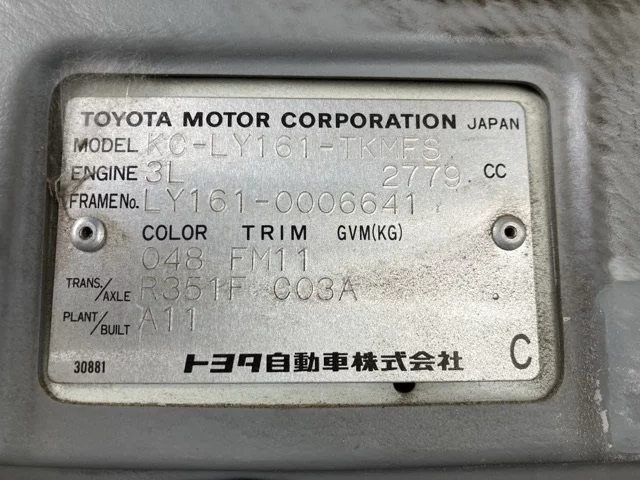 TOYOTA MOTOR CORPORATION JAPAN
MODEL KC-LY161-TKMFS
ENGINE 3L 2779 CC
FRAME No. LY161-0006641
COLOR TRIM GVM(KG)
048 FM11
TRANS./AXLE R351F C03A
PLANT/BUILT A11
30881 トヨタ自動車株式会社 C